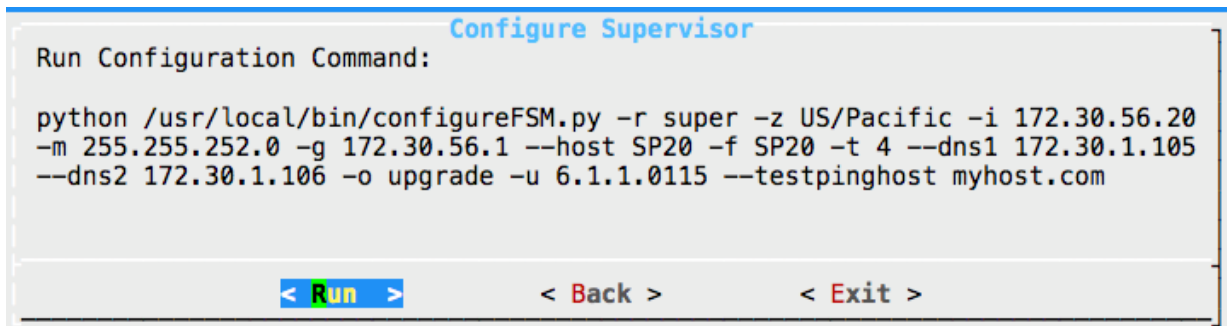 Configure Supervisor
Run Configuration Command:
python /usr/local/bin/configureFSM.py -r super -z US/Pacific -i 172.30.56.20
-m 255.255.252.0 -g 172.30.56.1 --host SP20 -f SP20 -t 4 --dns1 172.30.1.105
--dns2 172.30.1.106 -o upgrade -u 6.1.1.0115 --testpinghost myhost.com
< Run > < Back > < Exit >